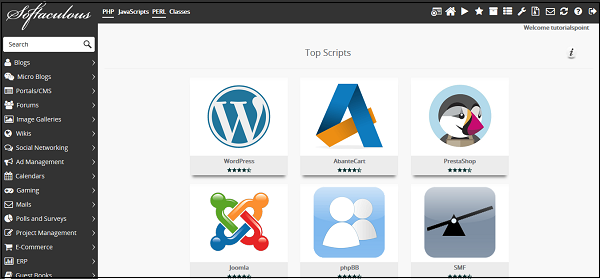 Softaculous
PHP JavaScripts PERL Classes
Welcome tutorialspoint
Search
Blogs
Micro Blogs
Portals/CMS
Forums
Image Galleries
Wikis
Social Networking
Ad Management
Calendars
Gaming
Mails
Polls and Surveys
Project Management
E-Commerce
ERP
Guest Books
Top Scripts
i
WordPress
AbanteCart
PrestaShop
Joomla
phpBB
SMF